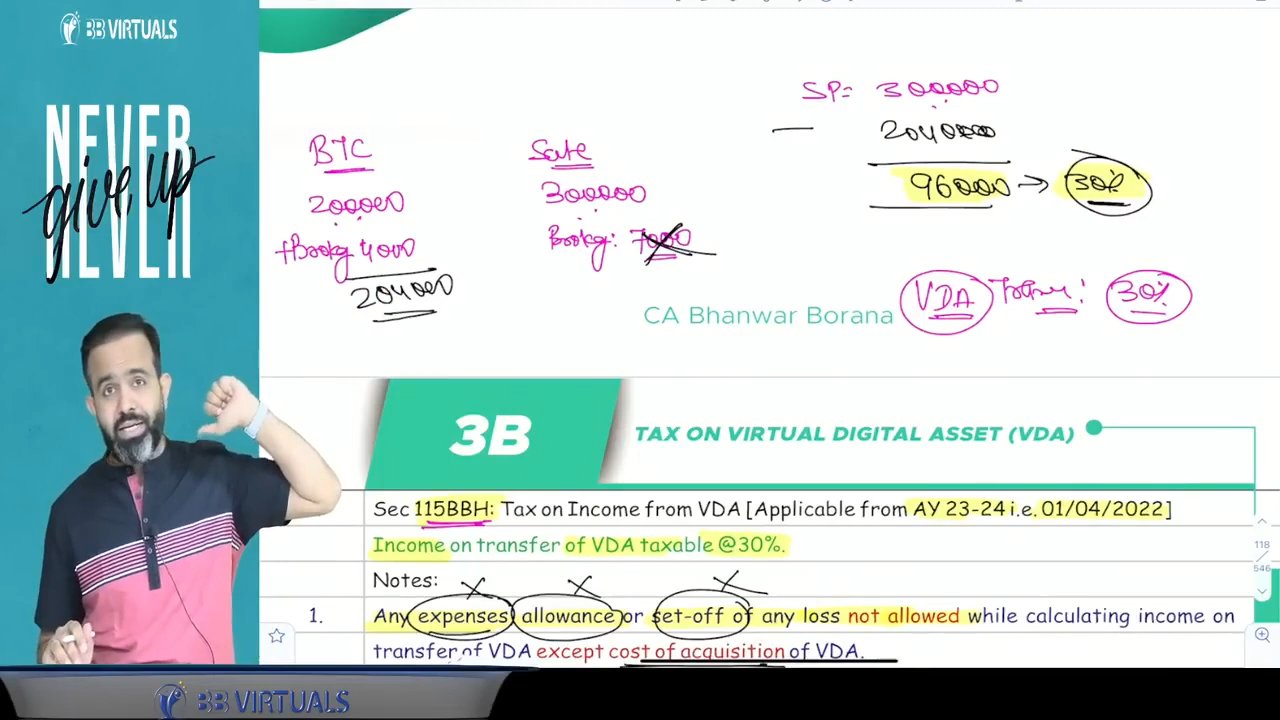 BB VIRTUALS
NEVER
give up
NEVER
SP= 300000
2040000
96000 → 30%
BTC
200000
+Brokg 4000
204000
Sale
300000
Brokg: 7000
VDA Transfer: 30%
CA Bhanwar Borana
3B
TAX ON VIRTUAL DIGITAL ASSET (VDA)
Sec 115BBH: Tax on Income from VDA [Applicable from AY 23-24 i.e. 01/04/2022]
Income on transfer of VDA taxable @30%.
Notes:
1. Any expenses, allowance or set-off of any loss not allowed while calculating income on
transfer of VDA except cost of acquisition of VDA.
118
546
BB VIRTUALS